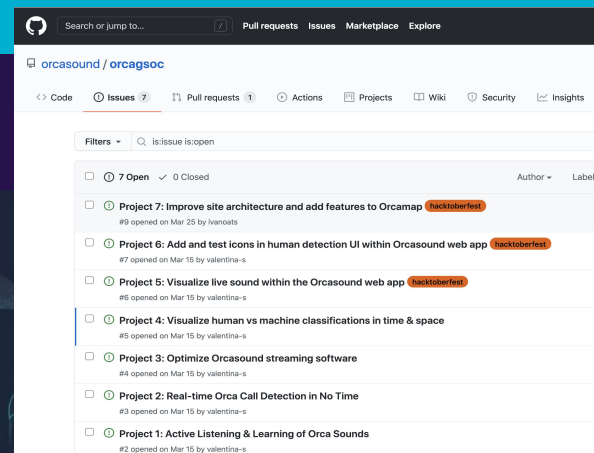 Search or jump to... /
Pull requests Issues Marketplace Explore
orcasound / orcagsoc
<> Code Issues 7 Pull requests 1 Actions Projects Wiki Security Insights
Filters is:issue is:open
7 Open 0 Closed Author Label
Project 7: Improve site architecture and add features to Orcamap hacktoberfest
#9 opened on Mar 25 by ivanoats
Project 6: Add and test icons in human detection UI within Orcasound web app hacktoberfest
#7 opened on Mar 15 by valentina-s
Project 5: Visualize live sound within the Orcasound web app hacktoberfest
#6 opened on Mar 15 by valentina-s
Project 4: Visualize human vs machine classifications in time & space
#5 opened on Mar 15 by valentina-s
Project 3: Optimize Orcasound streaming software
#4 opened on Mar 15 by valentina-s
Project 2: Real-time Orca Call Detection in No Time
#3 opened on Mar 15 by valentina-s
Project 1: Active Listening & Learning of Orca Sounds
#2 opened on Mar 15 by valentina-s